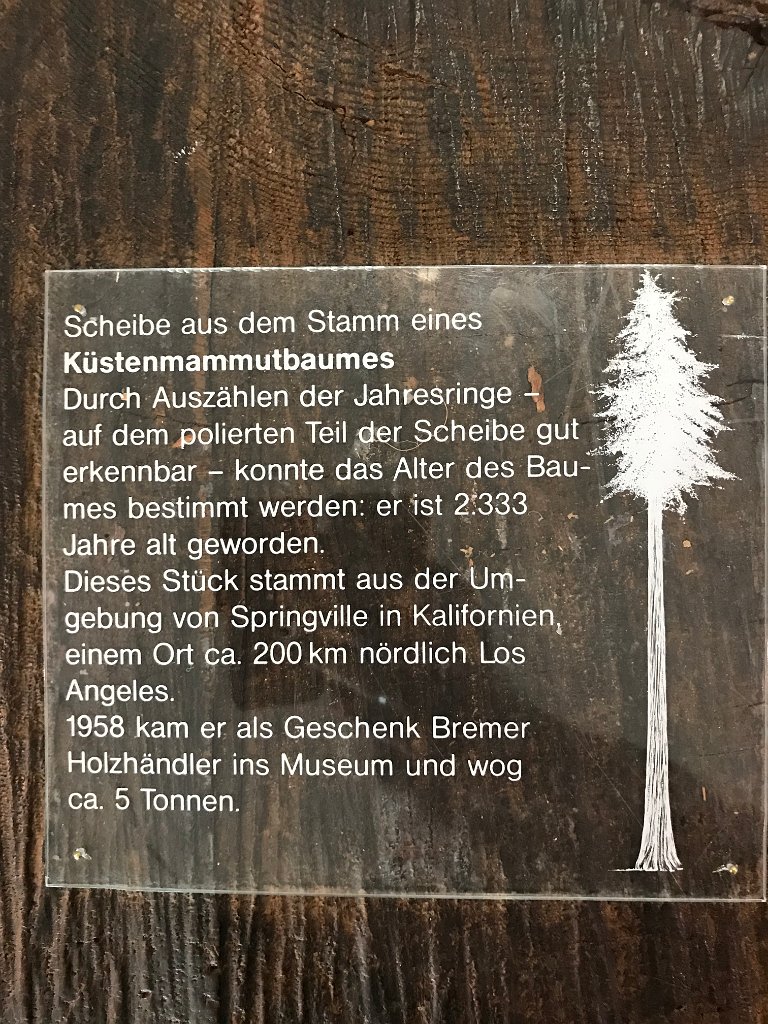 Scheibe aus dem Stamm eines
Küstenmammutbaumes
Durch Auszählen der Jahresringe –
auf dem polierten Teil der Scheibe gut
erkennbar – konnte das Alter des Bau-
mes bestimmt werden: er ist 2.333
Jahre alt geworden.
Dieses Stück stammt aus der Um-
gebung von Springville in Kalifornien,
einem Ort ca. 200 km nördlich Los
Angeles.
1958 kam er als Geschenk Bremer
Holzhändler ins Museum und wog
ca. 5 Tonnen.